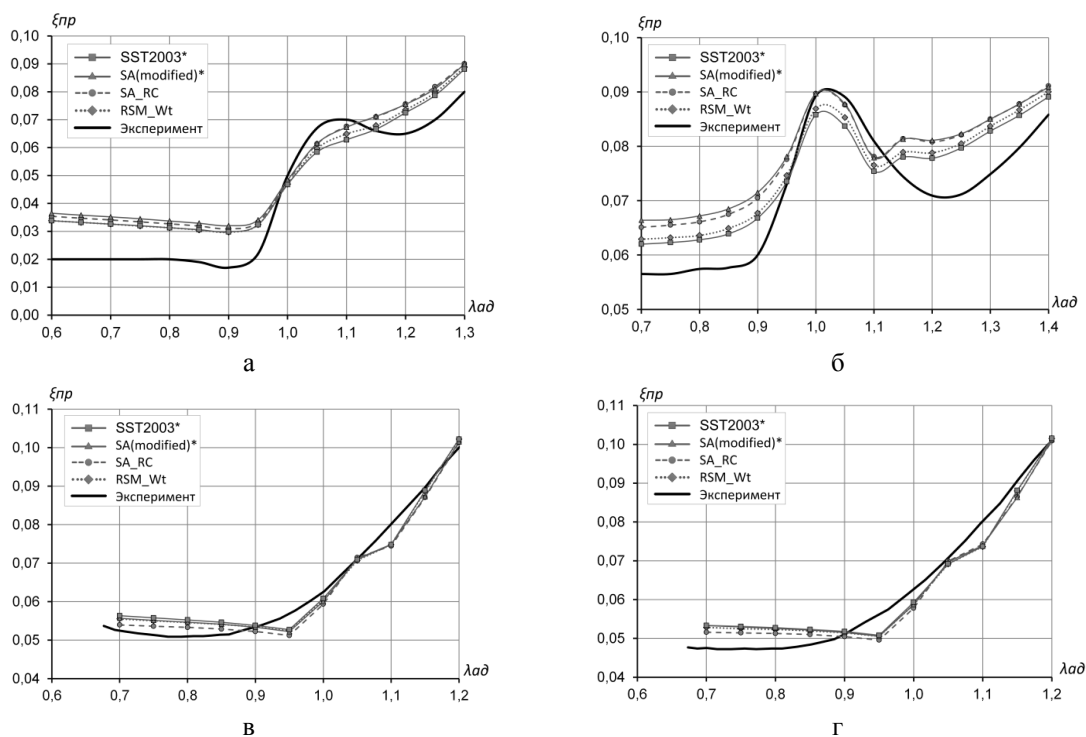 ξпр
0,10
0,09
0,08
0,07
0,06
0,05
0,04
0,03
0,02
0,01
0,00
SST2003*
SA(modified)*
SA_RC
RSM_Wt
Эксперимент
λад
0,6 0,7 0,8 0,9 1,0 1,1 1,2 1,3
а
ξпр
0,10
0,09
0,08
0,07
0,06
0,05
SST2003*
SA(modified)*
SA_RC
RSM_Wt
Эксперимент
λад
0,7 0,8 0,9 1,0 1,1 1,2 1,3 1,4
б
ξпр
0,11
0,10
0,09
0,08
0,07
0,06
0,05
0,04
SST2003*
SA(modified)*
SA_RC
RSM_Wt
Эксперимент
λад
0,6 0,7 0,8 0,9 1,0 1,1 1,2
в
ξпр
0,11
0,10
0,09
0,08
0,07
0,06
0,05
0,04
SST2003*
SA(modified)*
SA_RC
RSM_Wt
Эксперимент
λад
0,6 0,7 0,8 0,9 1,0 1,1 1,2
г